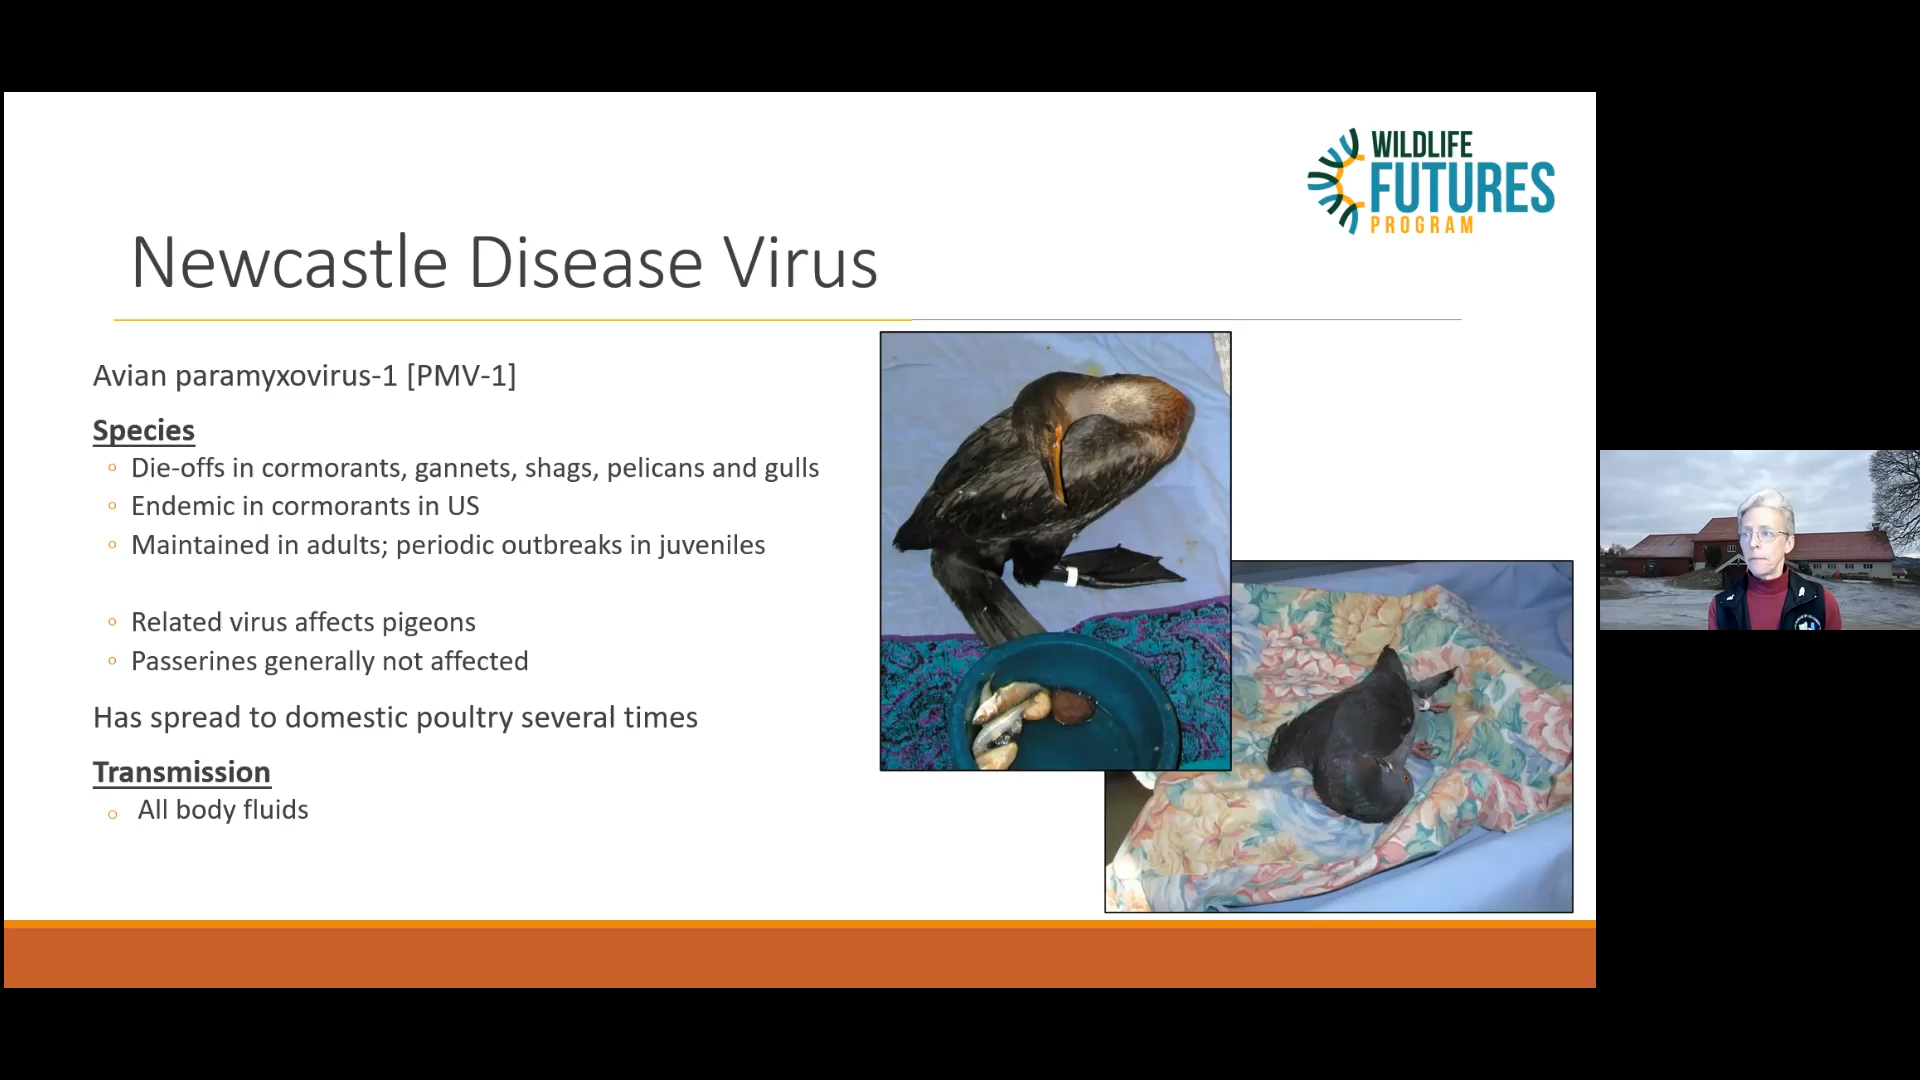 WILDLIFE
FUTURES
PROGRAM
Newcastle Disease Virus
Avian paramyxovirus-1 [PMV-1]
Species
◦ Die-offs in cormorants, gannets, shags, pelicans and gulls
◦ Endemic in cormorants in US
◦ Maintained in adults; periodic outbreaks in juveniles
◦ Related virus affects pigeons
◦ Passerines generally not affected
Has spread to domestic poultry several times
Transmission
◦ All body fluids